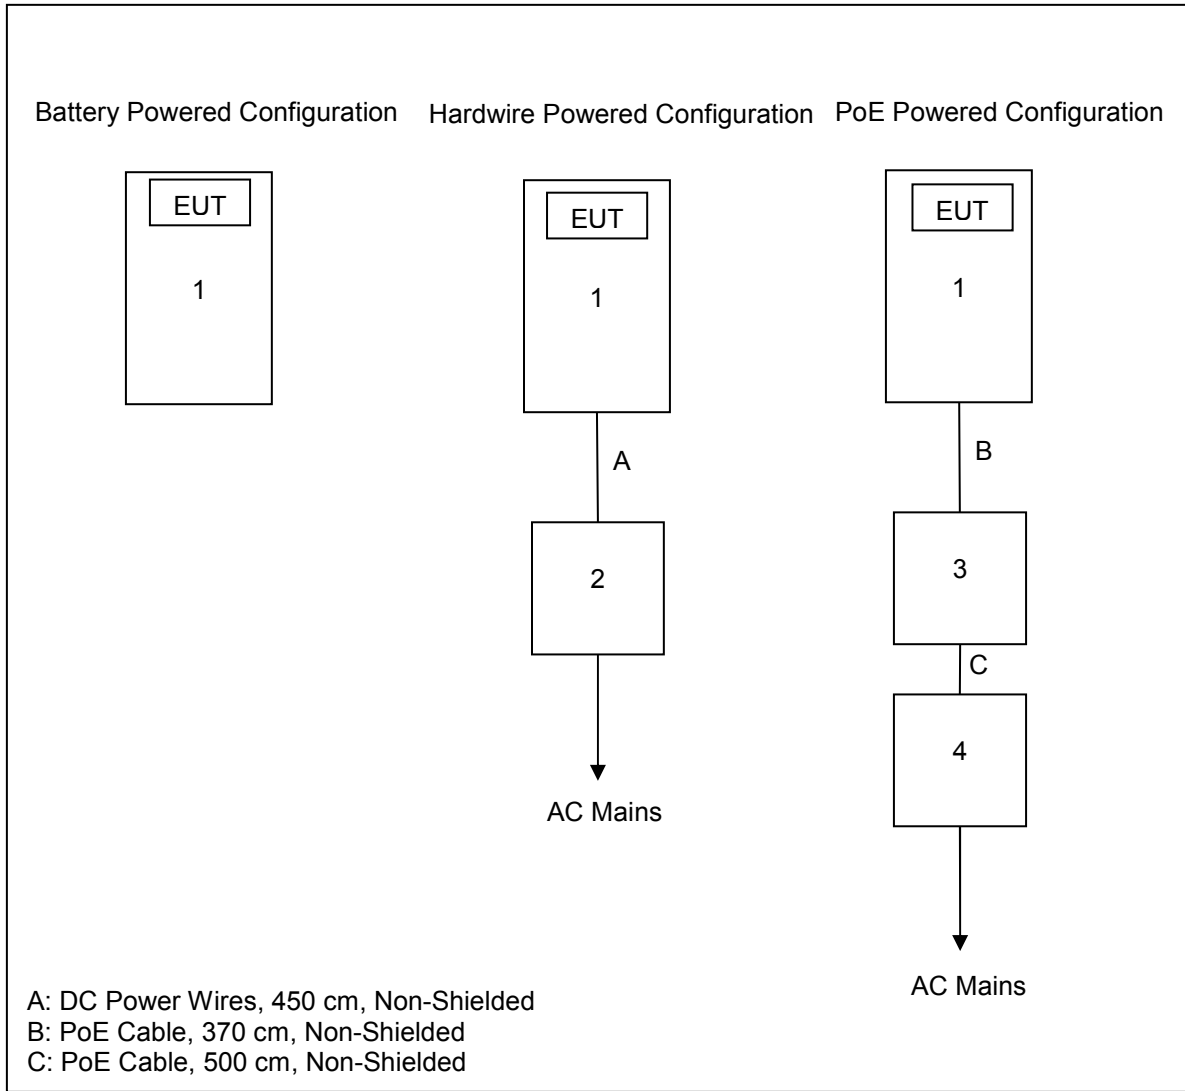 Battery Powered Configuration
Hardwire Powered Configuration
PoE Powered Configuration
EUT
1
EUT
1
A
2
AC Mains
EUT
1
B
3
C
4
AC Mains
A: DC Power Wires, 450 cm, Non-Shielded
B: PoE Cable, 370 cm, Non-Shielded
C: PoE Cable, 500 cm, Non-Shielded